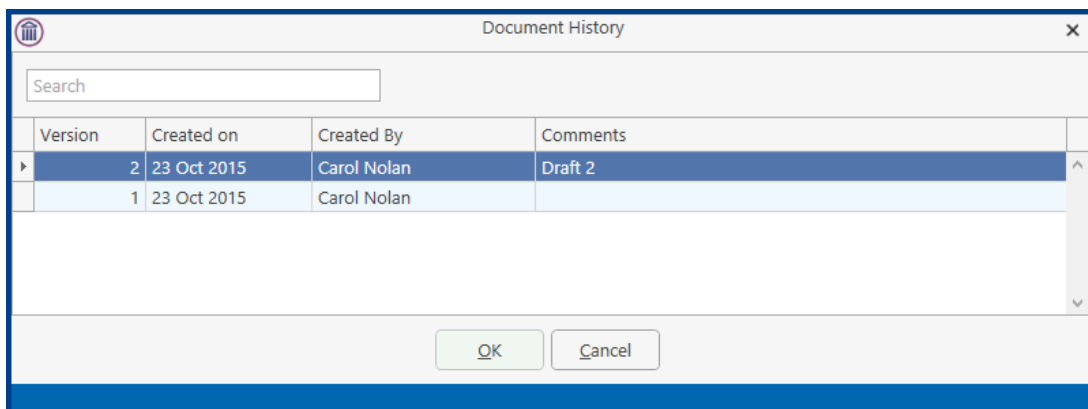 Document History
Search
Version Created on Created By Comments
2 23 Oct 2015 Carol Nolan Draft 2
1 23 Oct 2015 Carol Nolan
OK Cancel